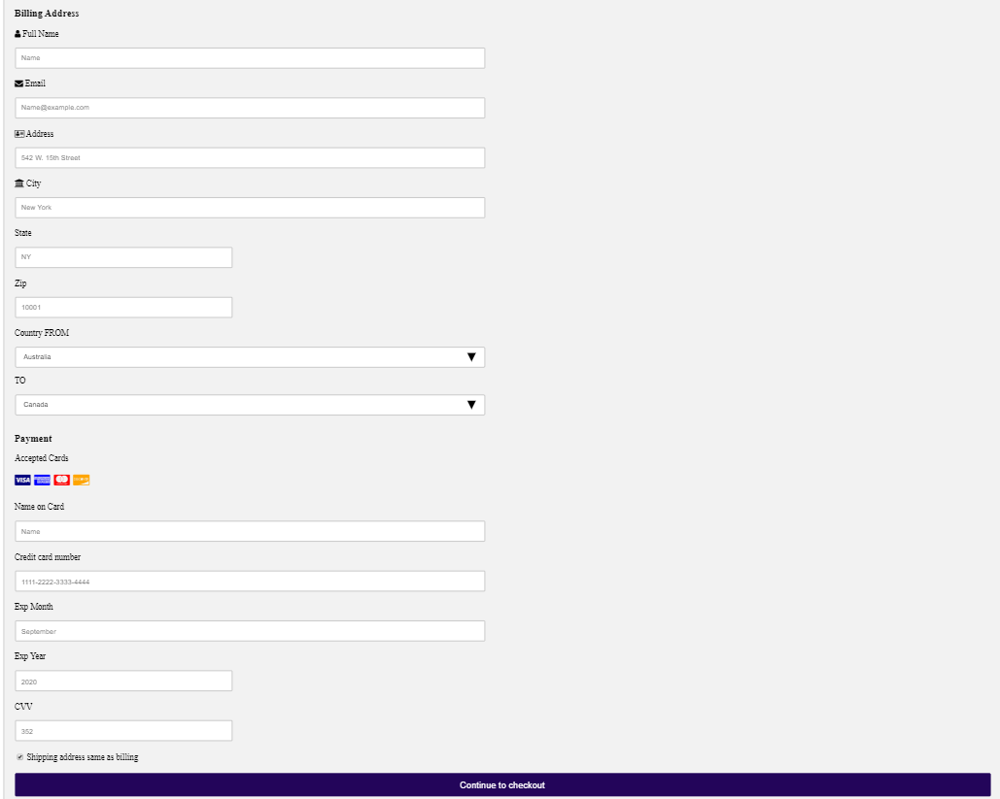 Billing Address
Full Name
Name
Email
Name@example.com
Address
542 W. 15th Street
City
New York
State
NY
Zip
10001
Country FROM
Australia
TO
Canada
Payment
Accepted Cards
VISA
Name on Card
Name
Credit card number
1111-2222-3333-4444
Exp Month
September
Exp Year
2020
CVV
352
Shipping address same as billing
Continue to checkout